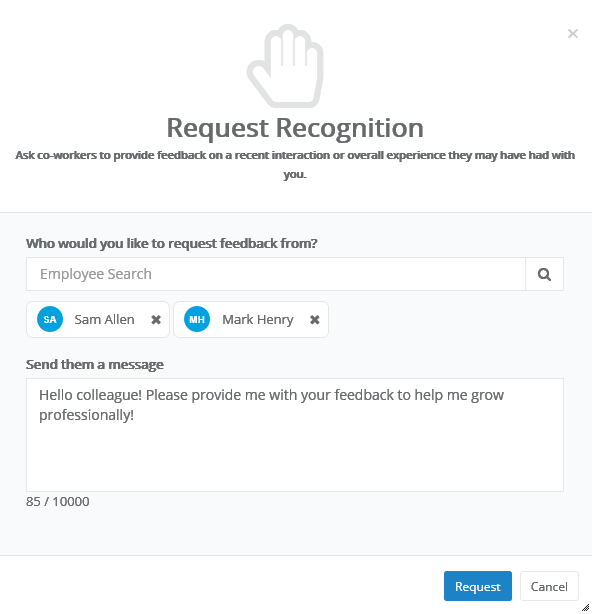 Request Recognition
Ask co-workers to provide feedback on a recent interaction or overall experience they may have had with
you.
Who would you like to request feedback from?
Employee Search
SA Sam Allen ✖ MH Mark Henry ✖
Send them a message
Hello colleague! Please provide me with your feedback to help me grow
professionally!
85 / 10000
Request Cancel